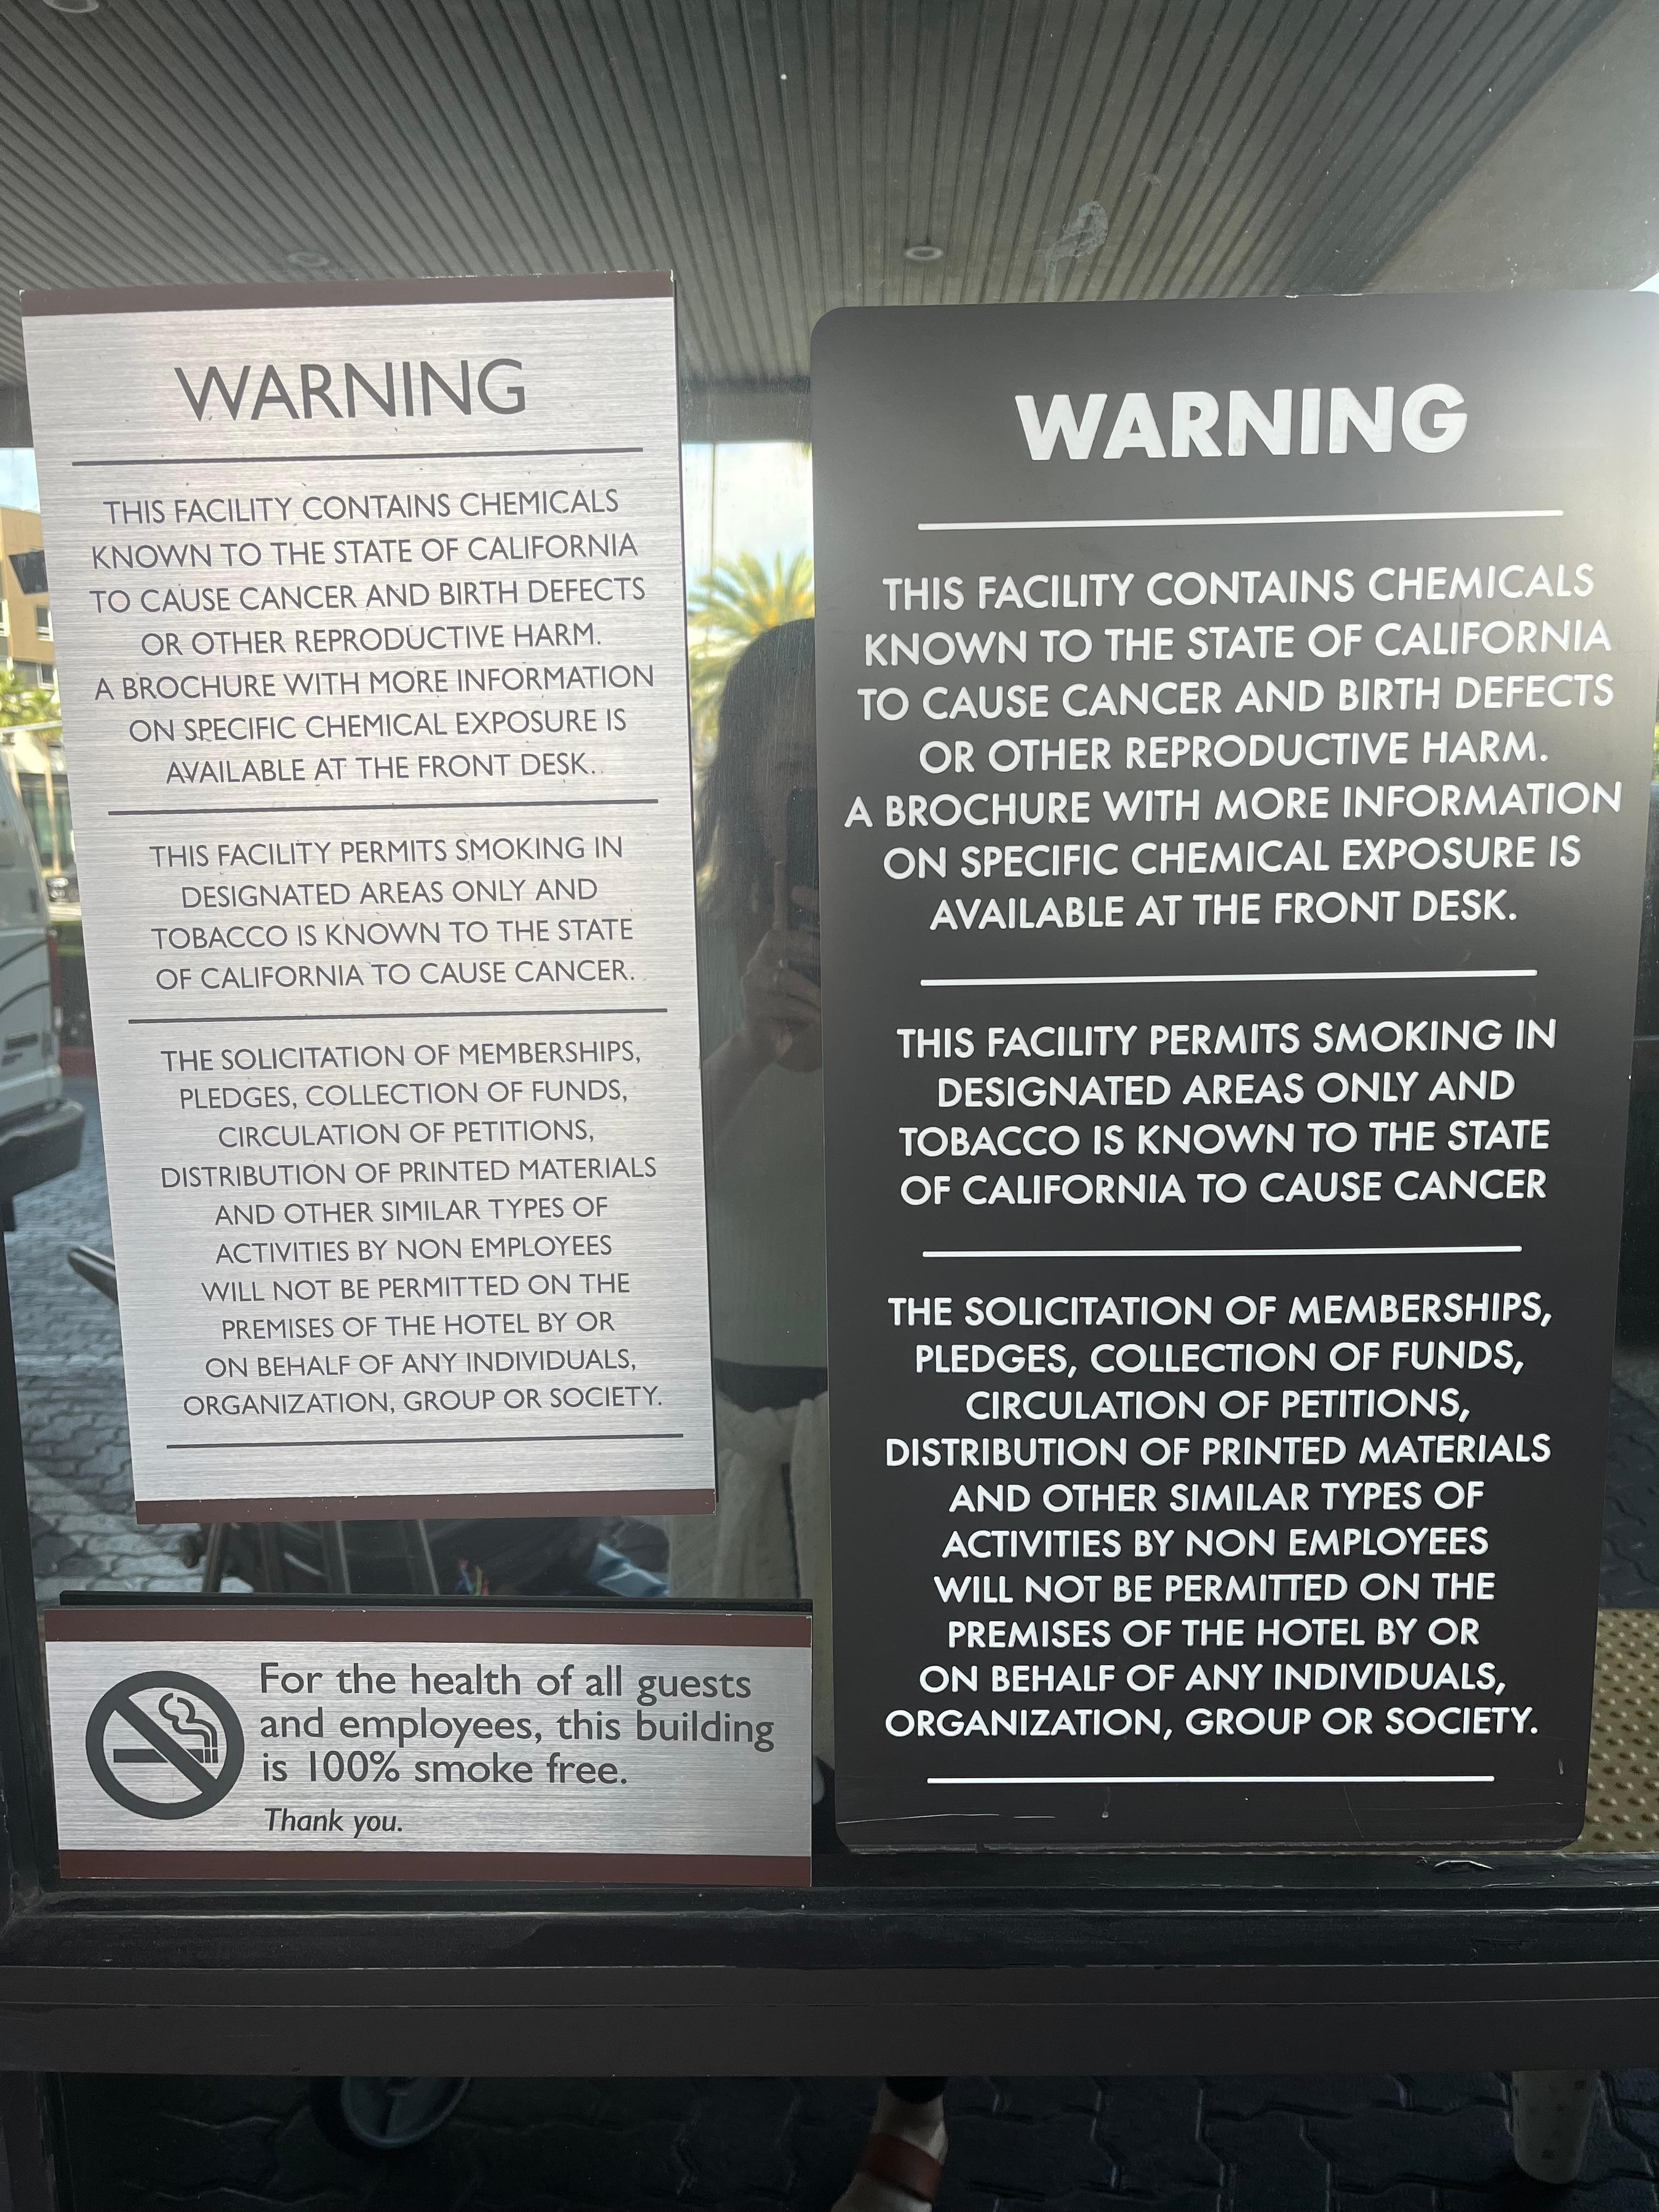 WARNING
THIS FACILITY CONTAINS CHEMICALS
KNOWN TO THE STATE OF CALIFORNIA
TO CAUSE CANCER AND BIRTH DEFECTS
OR OTHER REPRODUCTIVE HARM.
A BROCHURE WITH MORE INFORMATION
ON SPECIFIC CHEMICAL EXPOSURE IS
AVAILABLE AT THE FRONT DESK.
THIS FACILITY PERMITS SMOKING IN
DESIGNATED AREAS ONLY AND
TOBACCO IS KNOWN TO THE STATE
OF CALIFORNIA TO CAUSE CANCER.
THE SOLICITATION OF MEMBERSHIPS,
PLEDGES, COLLECTION OF FUNDS,
CIRCULATION OF PETITIONS,
DISTRIBUTION OF PRINTED MATERIALS
AND OTHER SIMILAR TYPES OF
ACTIVITIES BY NON EMPLOYEES
WILL NOT BE PERMITTED ON THE
PREMISES OF THE HOTEL BY OR
ON BEHALF OF ANY INDIVIDUALS,
ORGANIZATION, GROUP OR SOCIETY.
For the health of all guests
and employees, this building
is 100% smoke free.
Thank you.
WARNING
THIS FACILITY CONTAINS CHEMICALS
KNOWN TO THE STATE OF CALIFORNIA
TO CAUSE CANCER AND BIRTH DEFECTS
OR OTHER REPRODUCTIVE HARM.
A BROCHURE WITH MORE INFORMATION
ON SPECIFIC CHEMICAL EXPOSURE IS
AVAILABLE AT THE FRONT DESK.
THIS FACILITY PERMITS SMOKING IN
DESIGNATED AREAS ONLY AND
TOBACCO IS KNOWN TO THE STATE
OF CALIFORNIA TO CAUSE CANCER
THE SOLICITATION OF MEMBERSHIPS,
PLEDGES, COLLECTION OF FUNDS,
CIRCULATION OF PETITIONS,
DISTRIBUTION OF PRINTED MATERIALS
AND OTHER SIMILAR TYPES OF
ACTIVITIES BY NON EMPLOYEES
WILL NOT BE PERMITTED ON THE
PREMISES OF THE HOTEL BY OR
ON BEHALF OF ANY INDIVIDUALS,
ORGANIZATION, GROUP OR SOCIETY.